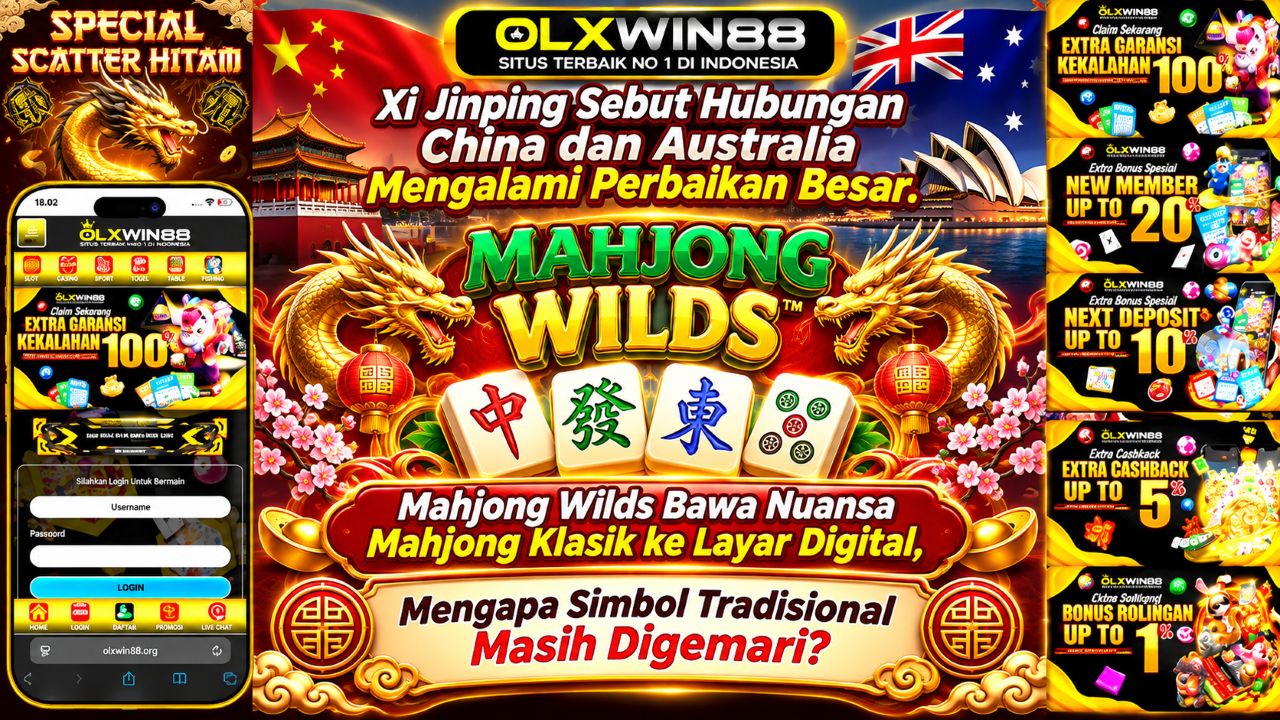 SPECIAL
SCATTER HITAM
18.02
OLXWIN88
SITUS TERBAIK NO 1 DI INDONESIA
SLOT CASINO SPORT TOGEL TABLE FISHING
OLXWIN88
Claim Sekarang
EXTRA GARANSI
KEKALAHAN 100%
Silahkan Login Untuk Bermain
Username
Passoord
LOGIN
HOME LOGIN DAFTAR PROMOSI LIVE CHAT
olxwin88.org
OLXWIN88
SITUS TERBAIK NO 1 DI INDONESIA
Xi Jinping Sebut Hubungan
China dan Australia
Mengalami Perbaikan Besar.
MAHJONG
WILDS™
中 發 東
Mahjong Wilds Bawa Nuansa
Mahjong Klasik ke Layar Digital,
Mengapa Simbol Tradisional
Masih Digemari?
OLXWIN88
Claim Sekarang
EXTRA GARANSI
KEKALAHAN 100%
OLXWIN88
Extra Bonus Spesial
NEW MEMBER
UP TO 20%
OLXWIN88
Extra Bonus Spesial
NEXT DEPOSIT
UP TO 10%
OLXWIN88
Extra Cashback
EXTRA CASHBACK
UP TO 5%
OLXWIN88
BONUS ROLINGAN
UP TO 1%